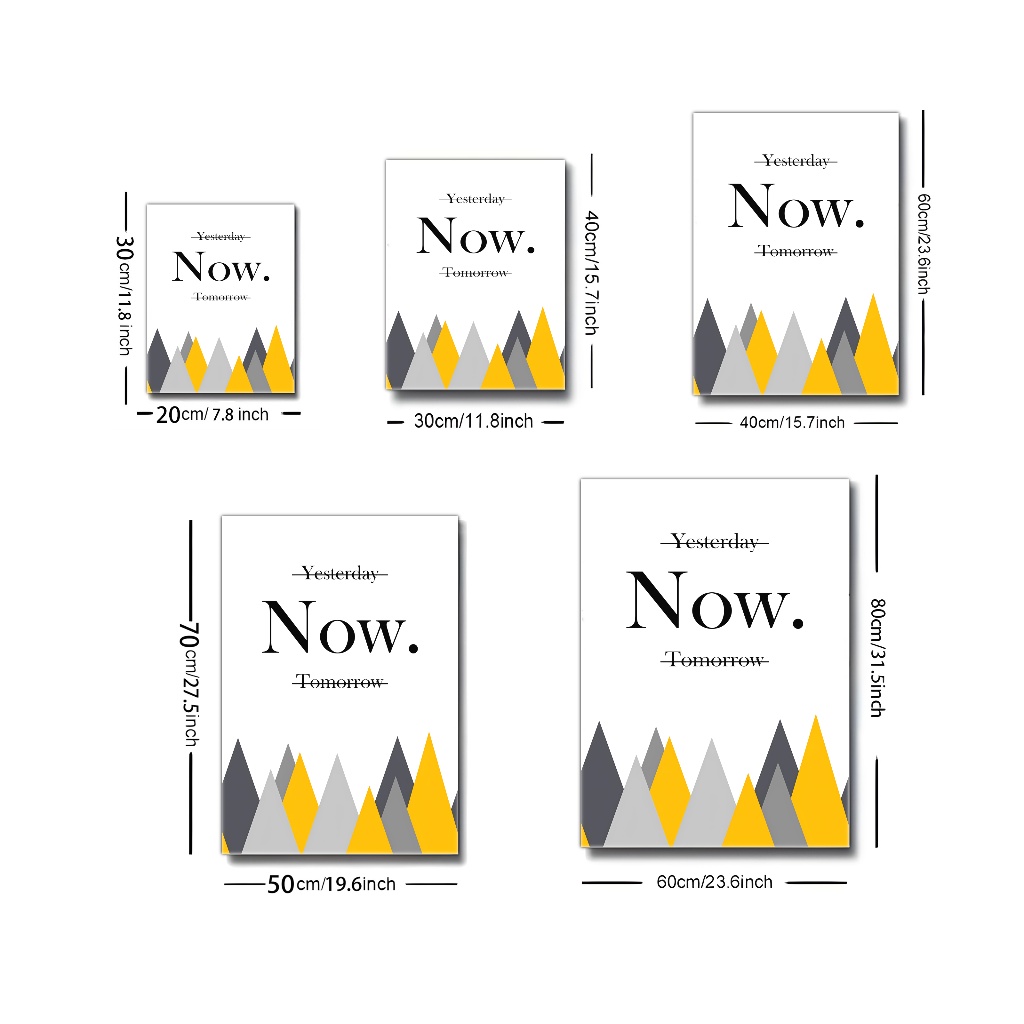 Yesterday
Now.
Tomorrow
30cm/11.8 inch
20cm/ 7.8 inch
Yesterday
Now.
Tomorrow
40cm/15.7inch
30cm/11.8inch
Yesterday
Now.
Tomorrow
60cm/23.6inch
40cm/15.7inch
Yesterday
Now.
Tomorrow
70cm/27.5inch
50cm/19.6inch
Yesterday
Now.
Tomorrow
80cm/31.5inch
60cm/23.6inch